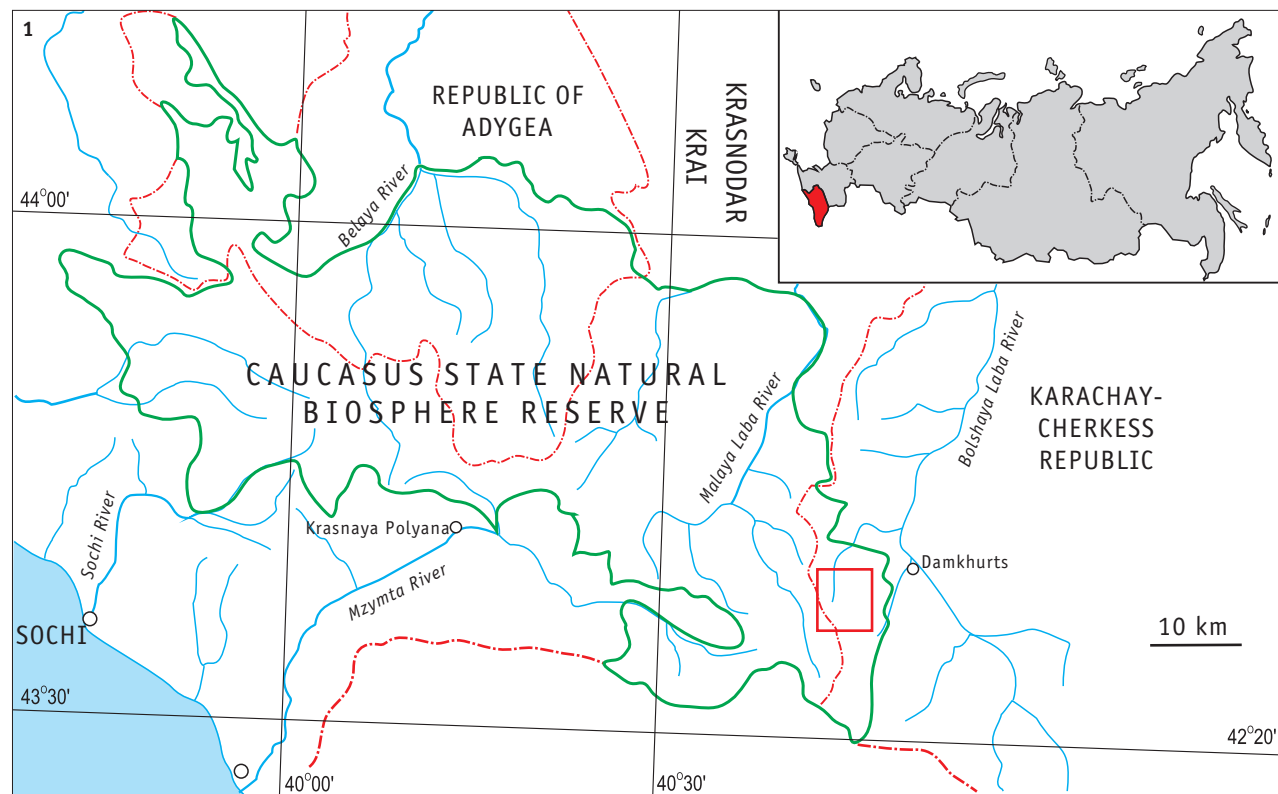 1
REPUBLIC OF
ADYGEA
KRASNODAR
KRAI
Belaya River
44°00'
CAUCASUS STATE NATURAL
BIOSPHERE RESERVE
Malaya Laba River
Bolshaya Laba River
KARACHAY-
CHERKESS
REPUBLIC
Sochi River
Krasnaya Polyana
Mzymta River
Damkhurts
SOCHI
10 km
43°30'
42°20'
40°00'
40°30'